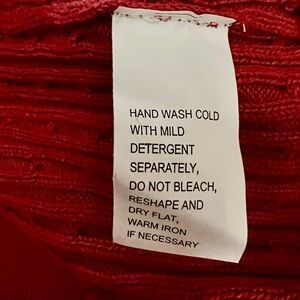 HAND WASH COLD
WITH MILD
DETERGENT
SEPARATELY,
DO NOT BLEACH,
RESHAPE AND
DRY FLAT,
WARM IRON
IF NECESSARY